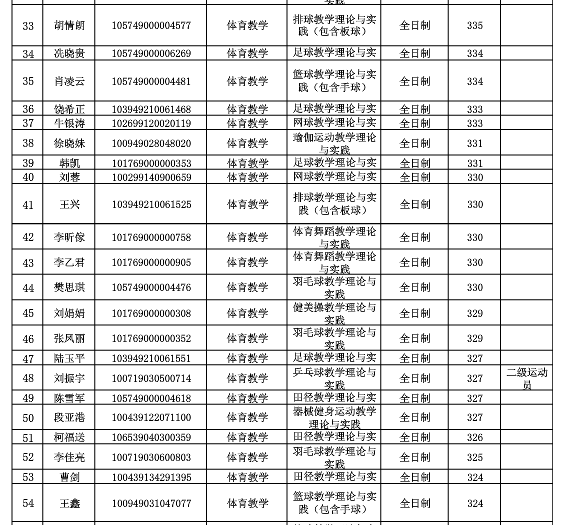 实践
33 胡情朗 105749000004577 体育教学 排球教学理论与实践（包含板球） 全日制 335
34 冼晓贵 105749000006269 体育教学 足球教学理论与实 全日制 334
35 肖凌云 105749000004481 体育教学 篮球教学理论与实践（包含手球） 全日制 334
36 饶希正 103949210061468 体育教学 足球教学理论与实 全日制 333
37 牛银涛 102699120020119 体育教学 网球教学理论与实 全日制 333
38 徐晓姝 100949028048020 体育教学 瑜伽运动教学理论与实践 全日制 331
39 韩凯 101769000000353 体育教学 足球教学理论与实 全日制 331
40 刘蓉 100299140900659 体育教学 网球教学理论与实 全日制 330
41 王兴 103949210061525 体育教学 排球教学理论与实践（包含板球） 全日制 330
42 李昕傢 101769000000758 体育教学 体育舞蹈教学理论与实践 全日制 330
43 李乙君 101769000000905 体育教学 体育舞蹈教学理论与实践 全日制 330
44 樊思琪 105749000004476 体育教学 羽毛球教学理论与实践 全日制 330
45 刘娟娟 101769000000308 体育教学 健美操教学理论与实践 全日制 329
46 张凤丽 101769000000352 体育教学 羽毛球教学理论与实践 全日制 329
47 陆玉平 103949210061551 体育教学 足球教学理论与实 全日制 327
48 刘振宇 100719030500714 体育教学 乒乓球教学理论与实践 全日制 327 二级运动员
49 陈雪军 105749000004618 体育教学 田径教学理论与实 全日制 327
50 段亚港 100439122071100 体育教学 器械健身运动教学理论与实践 全日制 327
51 柯福送 106539040300359 体育教学 田径教学理论与实 全日制 326
52 李佳亮 100719030600803 体育教学 羽毛球教学理论与实践 全日制 325
53 曹剑 100439134291395 体育教学 田径教学理论与实 全日制 324
54 王鑫 100949031047077 体育教学 篮球教学理论与实践（包含手球） 全日制 324